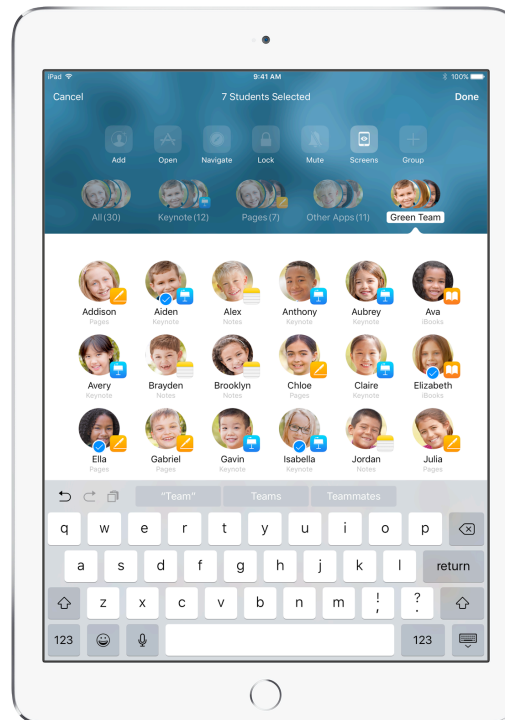 iPad 9:41 AM 100%
Cancel 7 Students Selected Done
Add Open Navigate Lock Mute Screens Group
All (30) Keynote (12) Pages (7) Other Apps (11) Green Team
Addison Aiden Alex Anthony Aubrey Ava
Pages Keynote Notes Keynote Keynote iBooks
Avery Brayden Brooklyn Chloe Claire Elizabeth
Keynote Notes Notes Pages Keynote iBooks
Ella Gabriel Gavin Isabella Jordan Julia
Pages Pages Keynote Keynote Notes Pages
"Team" Teams Teammates
q w e r t y u i o p
a s d f g h j k l return
z x c v b n m ! , ? .
123 123